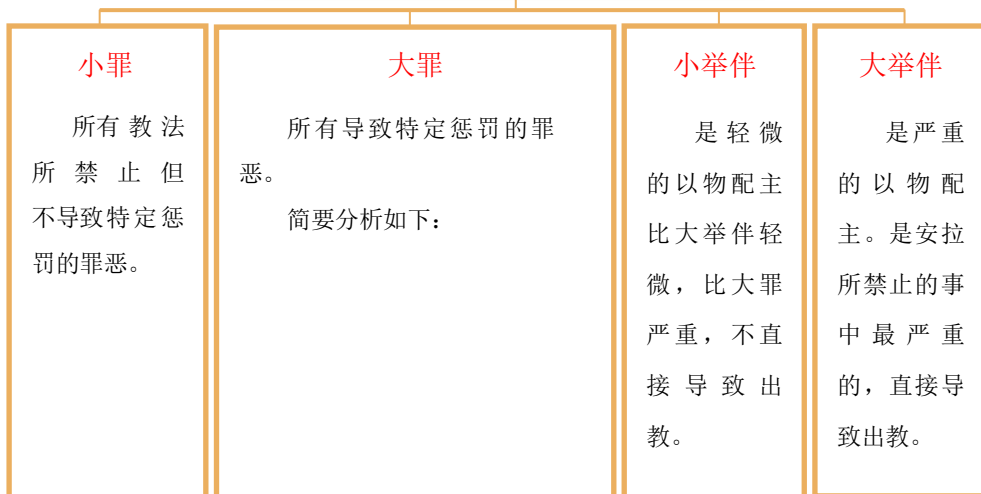 小罪
所有教法
所禁止但
不导致特定惩
罚的罪恶。
大罪
所有导致特定惩罚的罪
恶。
简要分析如下：
小举伴
是轻微
的以物配主
比大举伴轻
微，比大罪
严重，不直
接导致出
教。
大举伴
是严重
的以物配
主。是安拉
所禁止的事
中最严重
的，直接导
致出教。